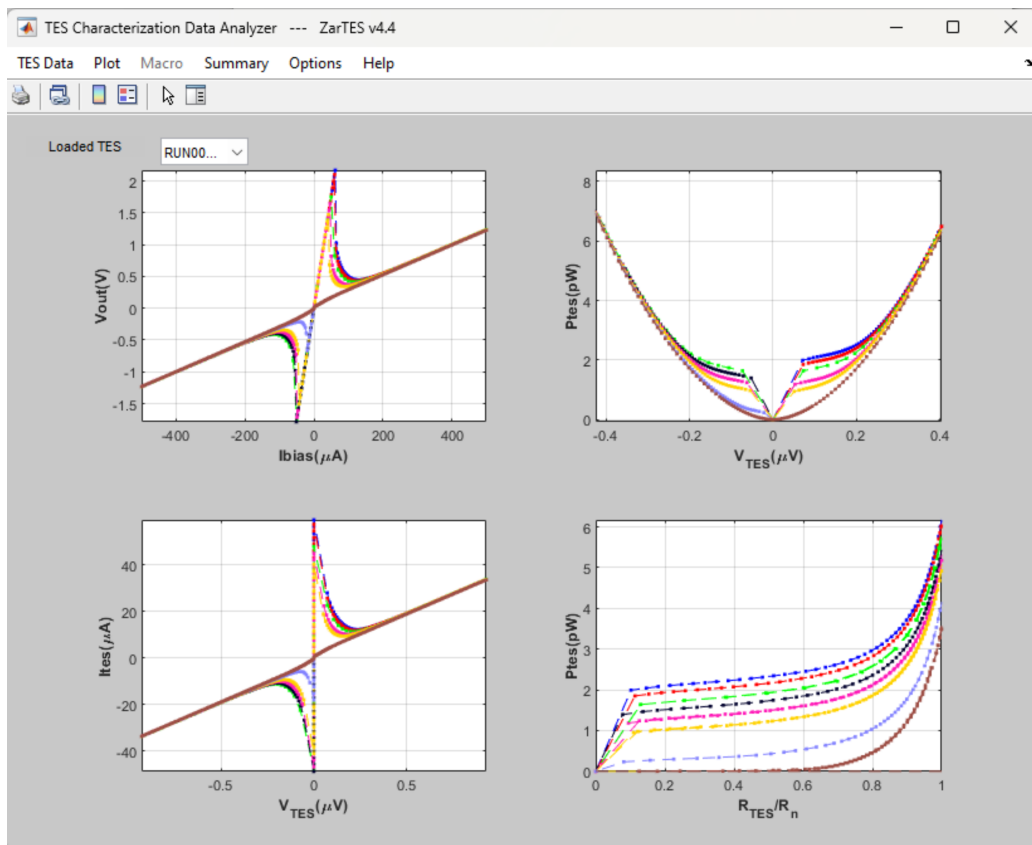 TES Characterization Data Analyzer --- ZarTES v4.4
TES Data Plot Macro Summary Options Help
Loaded TES
RUN00...
2
1.5
1
0.5
0
-0.5
-1
-1.5
Vout(V)
-400 -200 0 200 400
Ibias(μA)
8
6
4
2
0
Ptes(pW)
-0.4 -0.2 0 0.2 0.4
V_TES(μV)
40
20
0
-20
-40
Ites(μA)
-0.5 0 0.5
V_TES(μV)
6
5
4
3
2
1
0
Ptes(pW)
0 0.2 0.4 0.6 0.8 1
R_TES/R_n